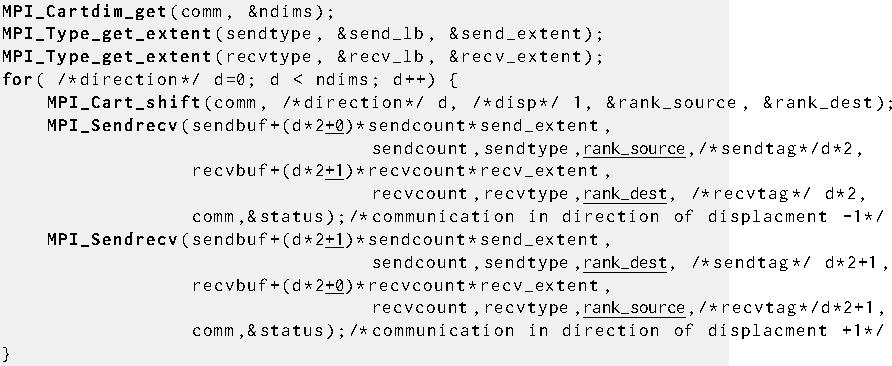 MPI_Cartdim_get(comm, &ndims);
MPI_Type_get_extent(sendtype, &send_lb, &send_extent);
MPI_Type_get_extent(recvtype, &recv_lb, &recv_extent);
for( /*direction*/ d=0; d < ndims; d++) {
MPI_Cart_shift(comm, /*direction*/ d, /*disp*/ 1, &rank_source, &rank_dest);
MPI_Sendrecv(sendbuf+(d*2+0)*sendcount*send_extent,
sendcount,sendtype,rank_source,/*sendtag*/d*2,
recvbuf+(d*2+1)*recvcount*recv_extent,
recvcount,recvtype,rank_dest, /*recvtag*/ d*2,
comm,&status);/*communication in direction of displacment -1*/
MPI_Sendrecv(sendbuf+(d*2+1)*sendcount*send_extent,
sendcount,sendtype,rank_dest, /*sendtag*/ d*2+1,
recvbuf+(d*2+0)*recvcount*recv_extent,
recvcount,recvtype,rank_source,/*recvtag*/d*2+1,
comm,&status);/*communication in direction of displacment +1*/
}